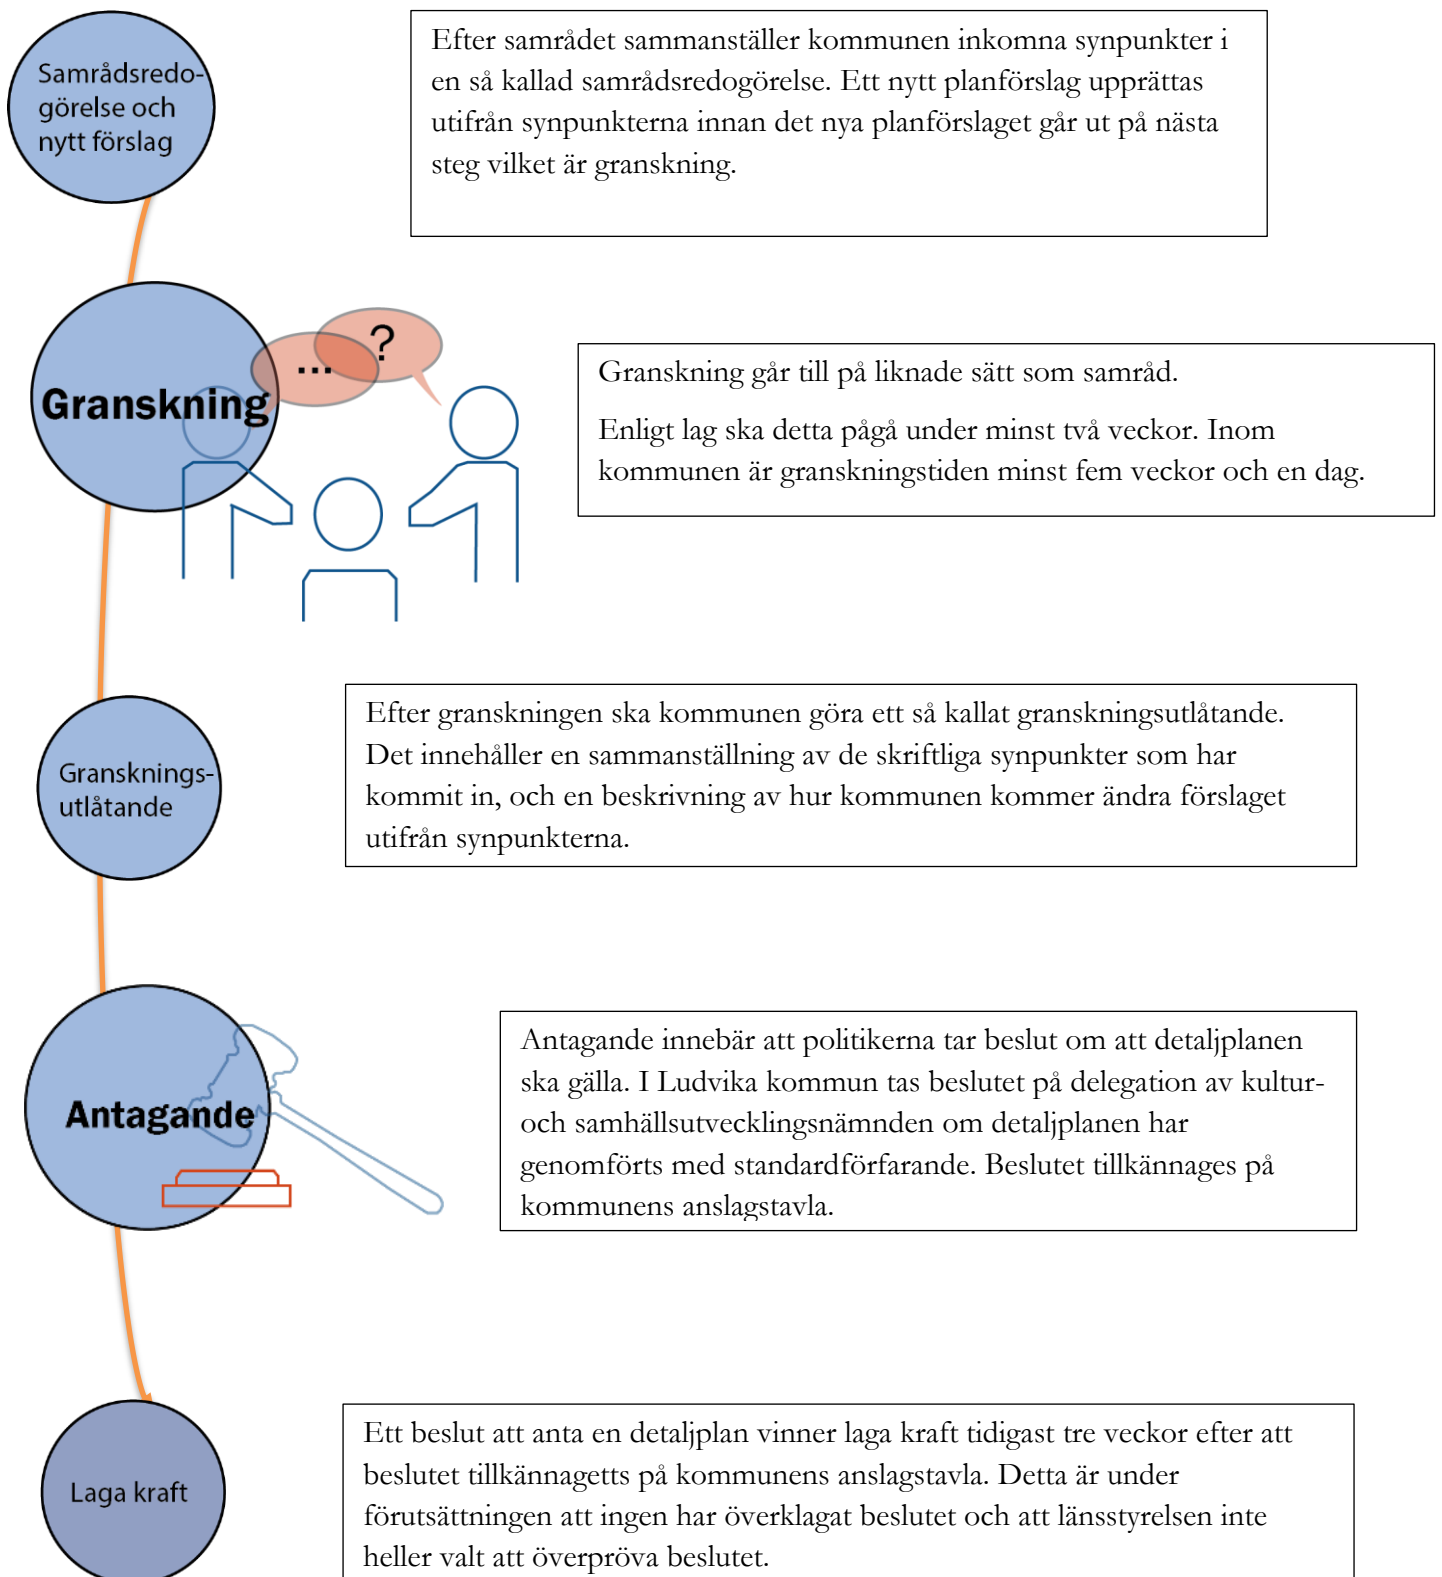 Samrådsredo-
görelse och
nytt förslag
Efter samrådet sammanställer kommunen inkomna synpunkter i
en så kallad samrådsredogörelse. Ett nytt planförslag upprättas
utifrån synpunkterna innan det nya planförslaget går ut på nästa
steg vilket är granskning.
Granskning
...
?
Granskning går till på liknade sätt som samråd.
Enligt lag ska detta pågå under minst två veckor. Inom
kommunen är granskningstiden minst fem veckor och en dag.
Gransknings-
utlåtande
Efter granskningen ska kommunen göra ett så kallat granskningsutlåtande.
Det innehåller en sammanställning av de skriftliga synpunkter som har
kommit in, och en beskrivning av hur kommunen kommer ändra förslaget
utifrån synpunkterna.
Antagande
Antagande innebär att politikerna tar beslut om att detaljplanen
ska gälla. I Ludvika kommun tas beslutet på delegation av kultur-
och samhällsutvecklingsnämnden om detaljplanen har
genomförts med standardförfarande. Beslutet tillkännages på
kommunens anslagstavla.
Laga kraft
Ett beslut att anta en detaljplan vinner laga kraft tidigast tre veckor efter att
beslutet tillkännagetts på kommunens anslagstavla. Detta är under
förutsättningen att ingen har överklagat beslutet och att länsstyrelsen inte
heller valt att överpröva beslutet.